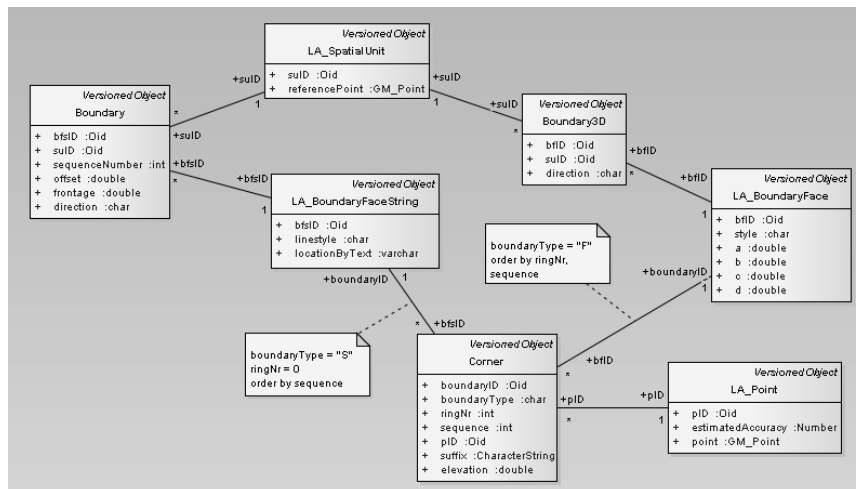 Versioned Object
LA_SpatialUnit
+ suID :Oid
+ referencePoint :GM_Point
Versioned Object
Boundary
+ bfsID :Oid
+ suID :Oid
+ sequenceNumber :int
+ offset :double
+ frontage :double
+ direction :char
+suID
1
*
+suID
+suID
1
+suID
*
Versioned Object
Boundary3D
+ bfID :Oid
+ suID :Oid
+ direction :char
+bfsID
*
+bfsID
1
Versioned Object
LA_BoundaryFaceString
+ bfsID :Oid
+ linestyle :char
+ locationByText :varchar
+bfID
*
+bfID
1
Versioned Object
LA_BoundaryFace
+ bfID :Oid
+ style :char
+ a :double
+ b :double
+ c :double
+ d :double
boundaryType = "F"
order by ringNr,
sequence
+boundaryID
1
+boundaryID
1
* +bfsID
+bfID
*
boundaryType = "S"
ringNr = 0
order by sequence
Versioned Object
Corner
+ boundaryID :Oid
+ boundaryType :char
+ ringNr :int
+ sequence :int
+ pID :Oid
+ suffix :CharacterString
+ elevation :double
+pID
*
+pID
1
Versioned Object
LA_Point
+ pID :Oid
+ estimatedAccuracy :Number
+ point :GM_Point